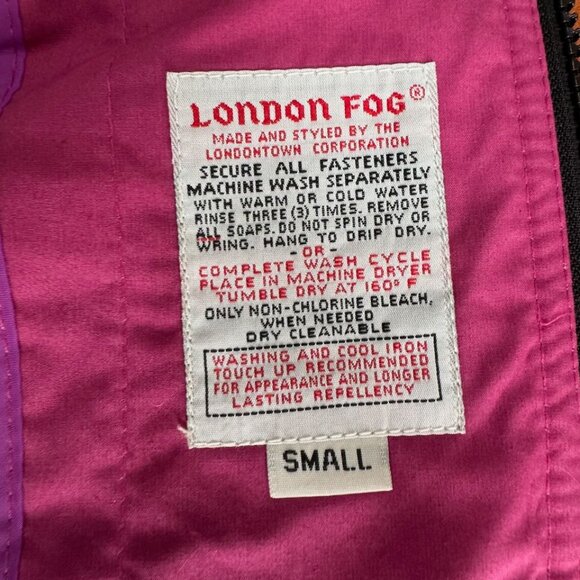 LONDON FOG®
MADE AND STYLED BY THE
LONDONTOWN CORPORATION
SECURE ALL FASTENERS
MACHINE WASH SEPARATELY
WITH WARM OR COLD WATER
RINSE THREE (3) TIMES. REMOVE
ALL SOAPS. DO NOT SPIN DRY OR
WRING. HANG TO DRIP DRY.
- OR -
COMPLETE WASH CYCLE
PLACE IN MACHINE DRYER
TUMBLE DRY AT 160° F
ONLY NON-CHLORINE BLEACH,
WHEN NEEDED
DRY CLEANABLE
WASHING AND COOL IRON
TOUCH UP RECOMMENDED
FOR APPEARANCE AND LONGER
LASTING REPELLENCY
SMALL